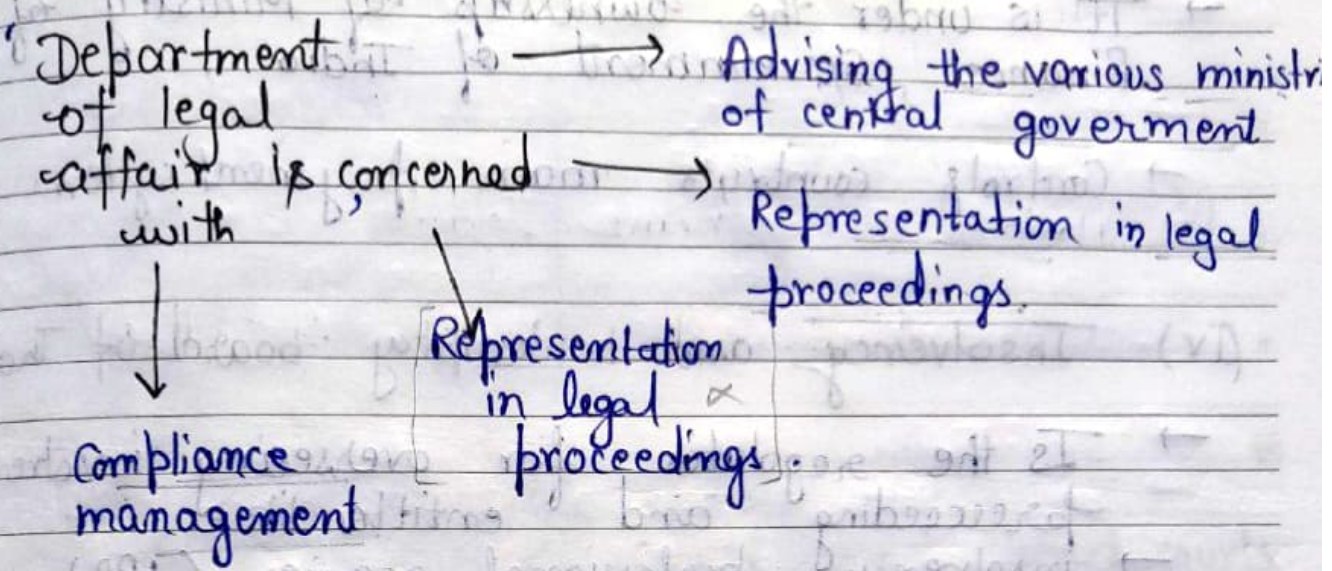 Department
of legal
affair is concerned
with
Advising the various ministri
of central goverment
Representation in legal
proceedings.
Representation
in legal
proceedings.
Compliance
management